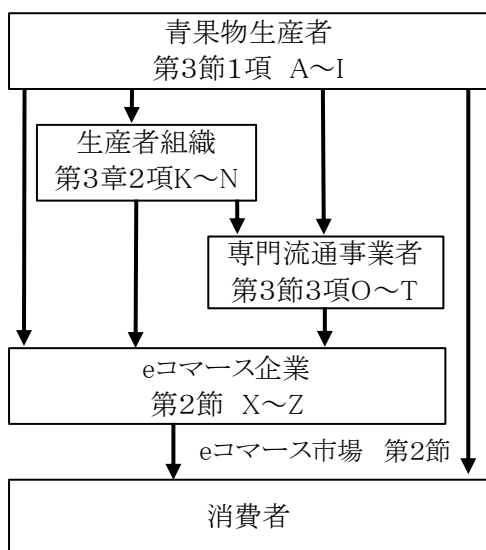 青果物生産者
第3節1項 A～I
生産者組織
第3章2項K～N
専門流通事業者
第3節3項O～T
eコマース企業
第2節 X～Z
eコマース市場 第2節
消費者